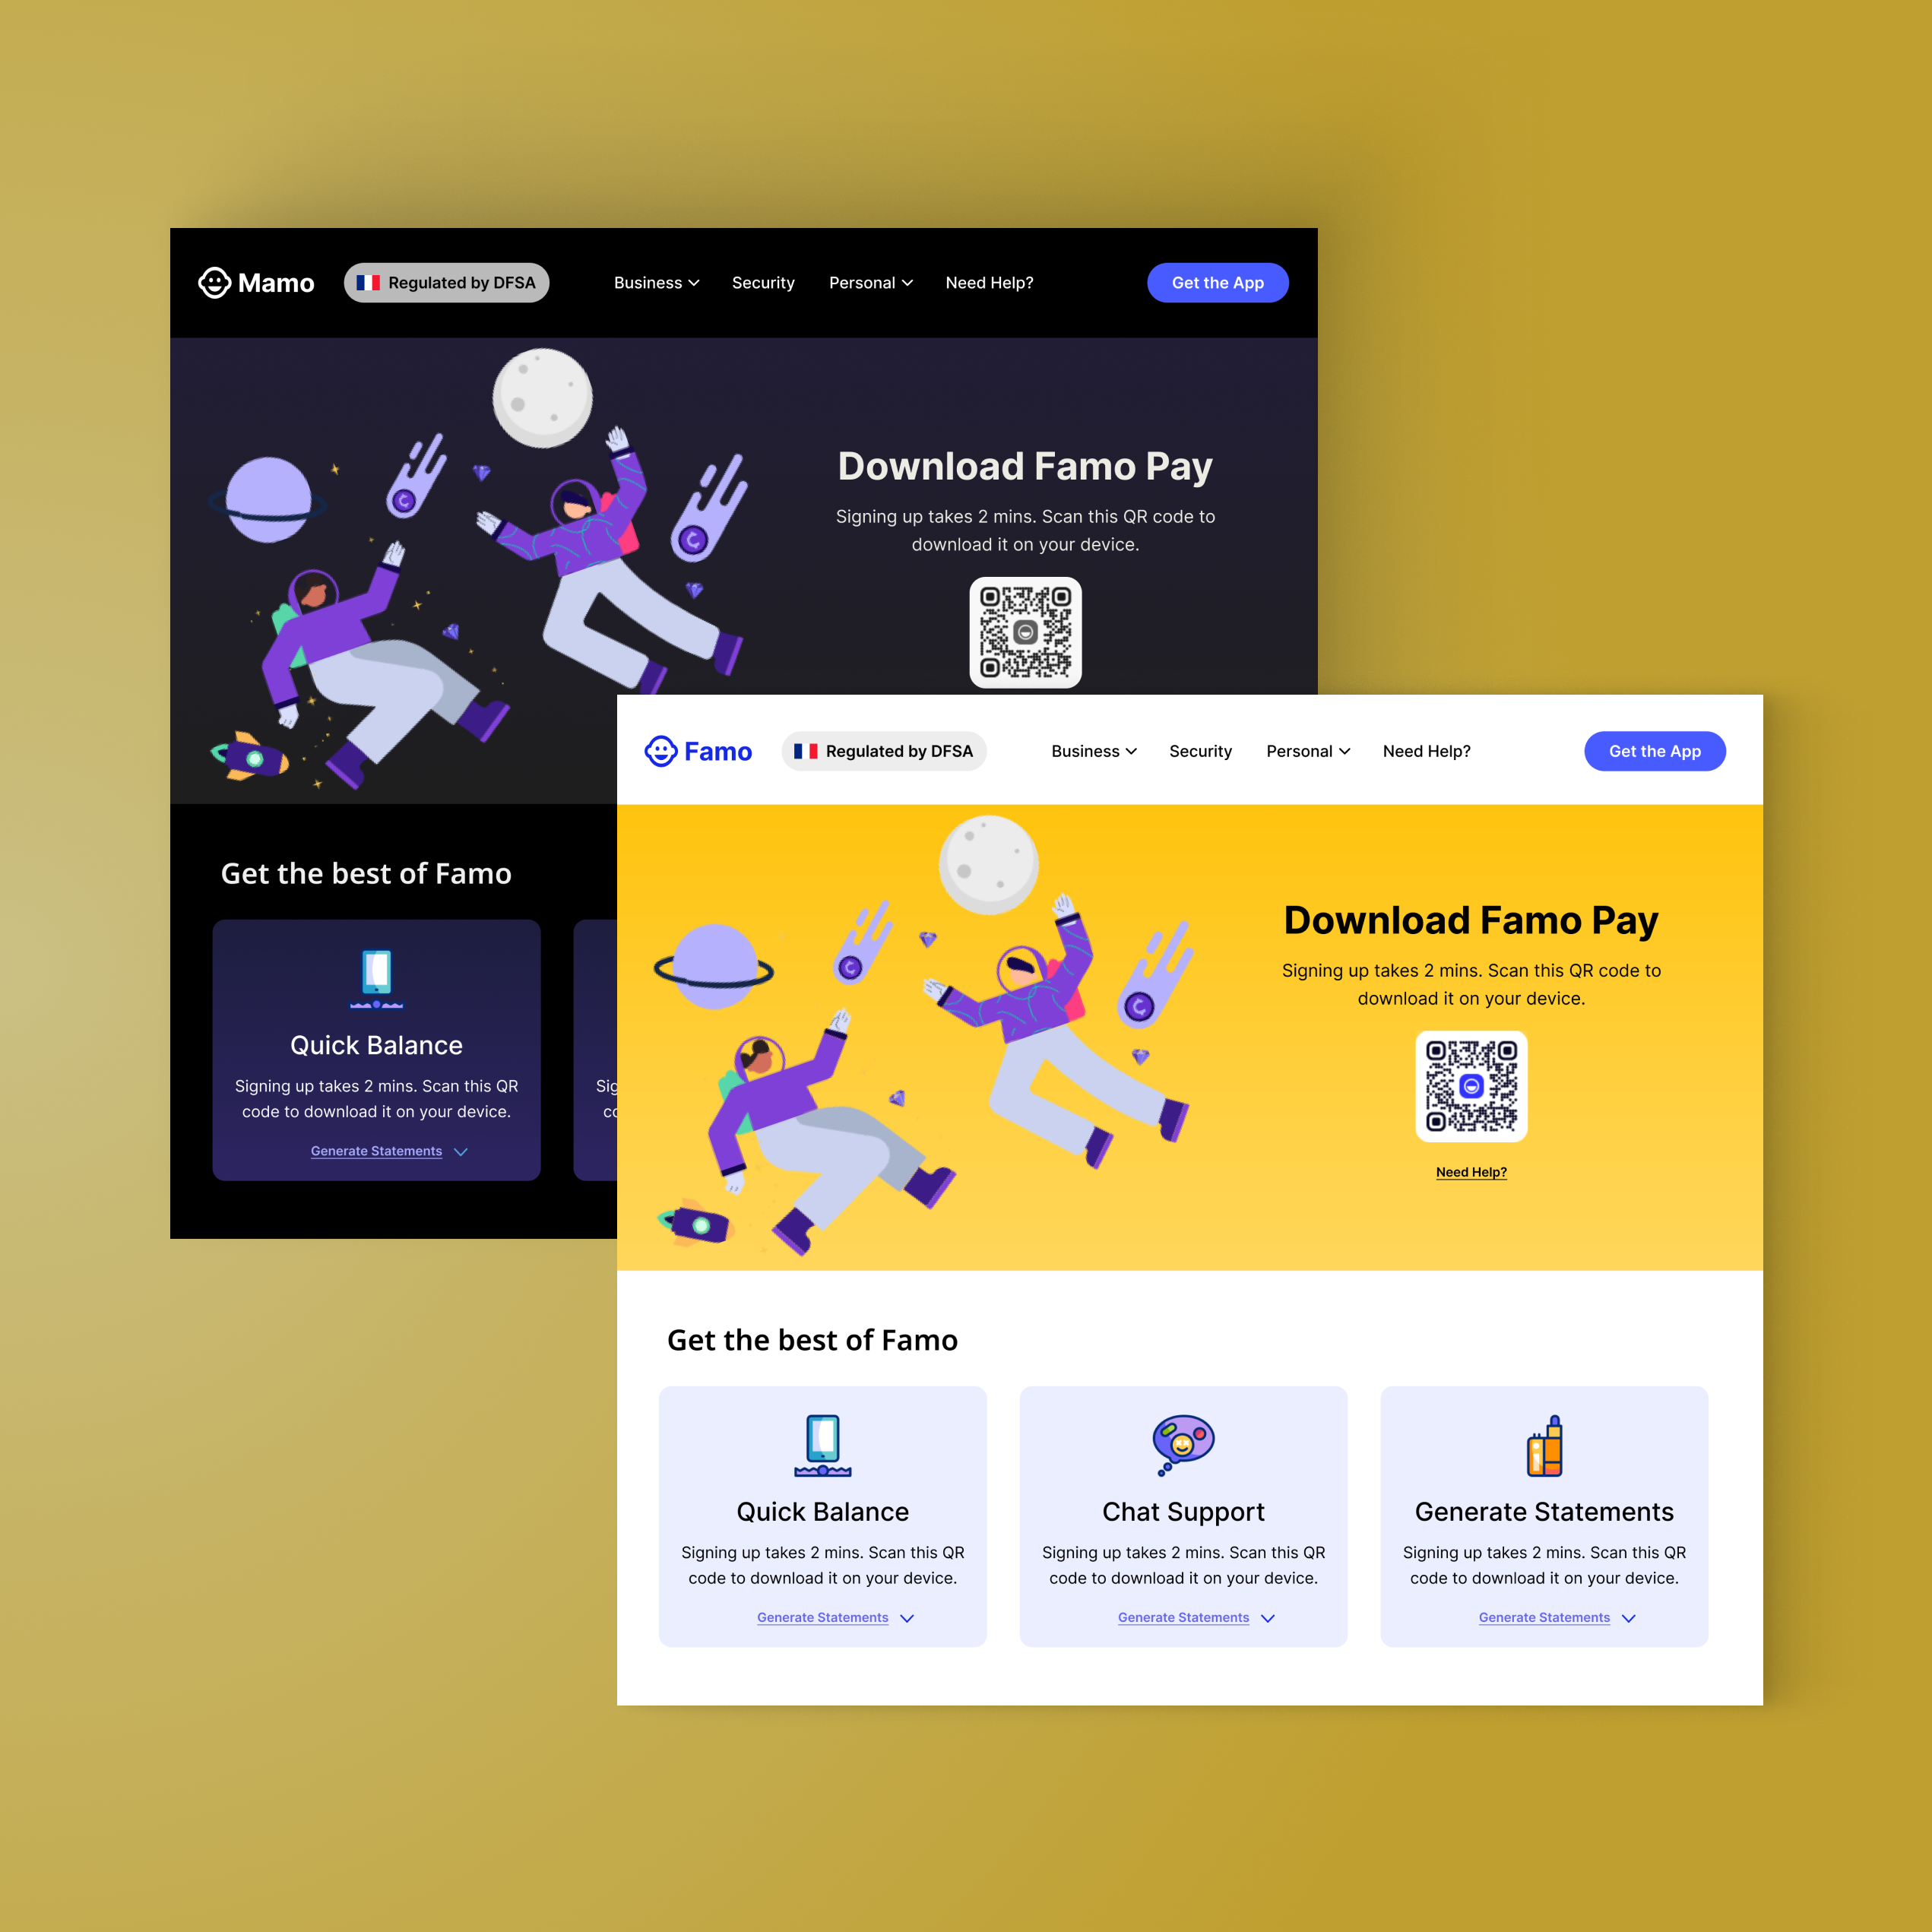 Mamo
Regulated by DFSA
Business
Security
Personal
Need Help?
Get the App
Download Famo Pay
Signing up takes 2 mins. Scan this QR code to
download it on your device.
Get the best of Famo
Quick Balance
Signing up takes 2 mins. Scan this QR
code to download it on your device.
Generate Statements
Famo
Regulated by DFSA
Business
Security
Personal
Need Help?
Get the App
Download Famo Pay
Signing up takes 2 mins. Scan this QR code to
download it on your device.
Need Help?
Get the best of Famo
Quick Balance
Signing up takes 2 mins. Scan this QR
code to download it on your device.
Generate Statements
Chat Support
Signing up takes 2 mins. Scan this QR
code to download it on your device.
Generate Statements
Generate Statements
Signing up takes 2 mins. Scan this QR
code to download it on your device.
Generate Statements